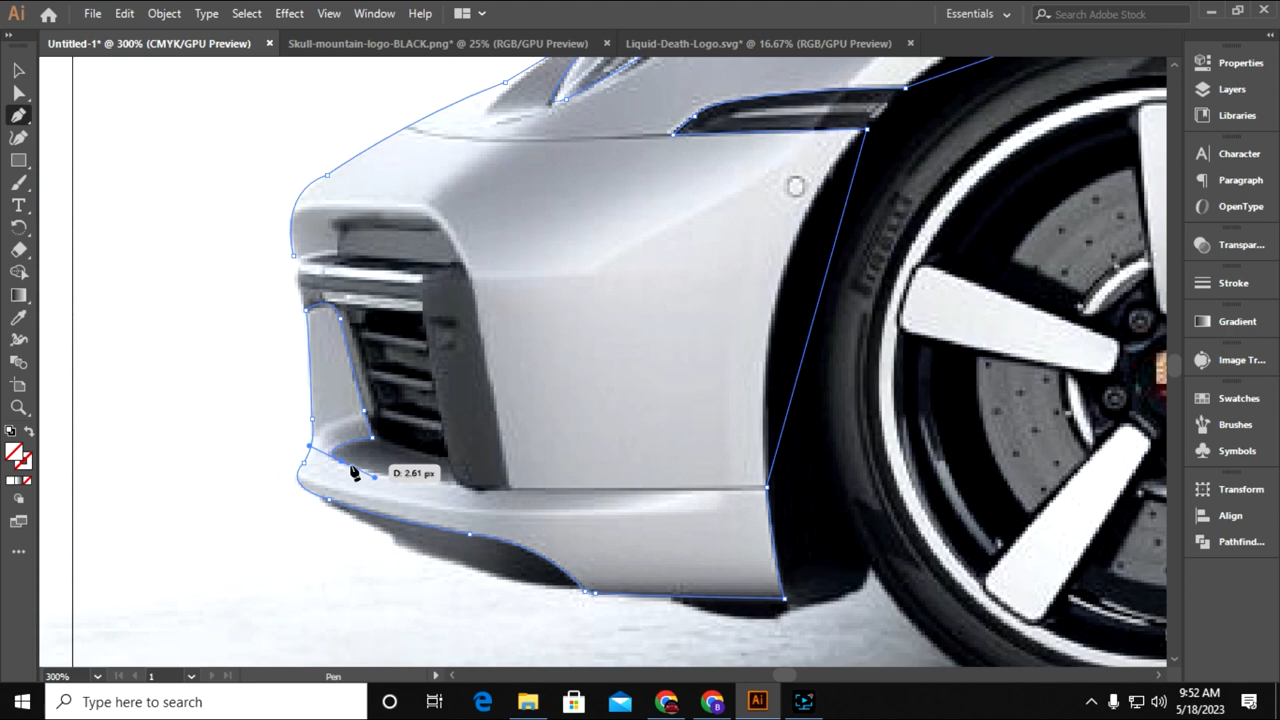 Ai
File Edit Object Type Select Effect View Window Help
Essentials
Search Adobe Stock
Untitled-1* @ 300% (CMYK/GPU Preview)
Skull-mountain-logo-BLACK.png* @ 25% (RGB/GPU Preview)
Liquid-Death-Logo.svg* @ 16.67% (RGB/GPU Preview)
Properties
Layers
Libraries
Character
Paragraph
OpenType
Transpar...
Stroke
Gradient
Image Tr...
Swatches
Brushes
Symbols
Transform
Align
Pathfind...
PIRELLI
D: 2.61 px
300%
1
Pen
Type here to search
Ai
9:52 AM
5/18/2023